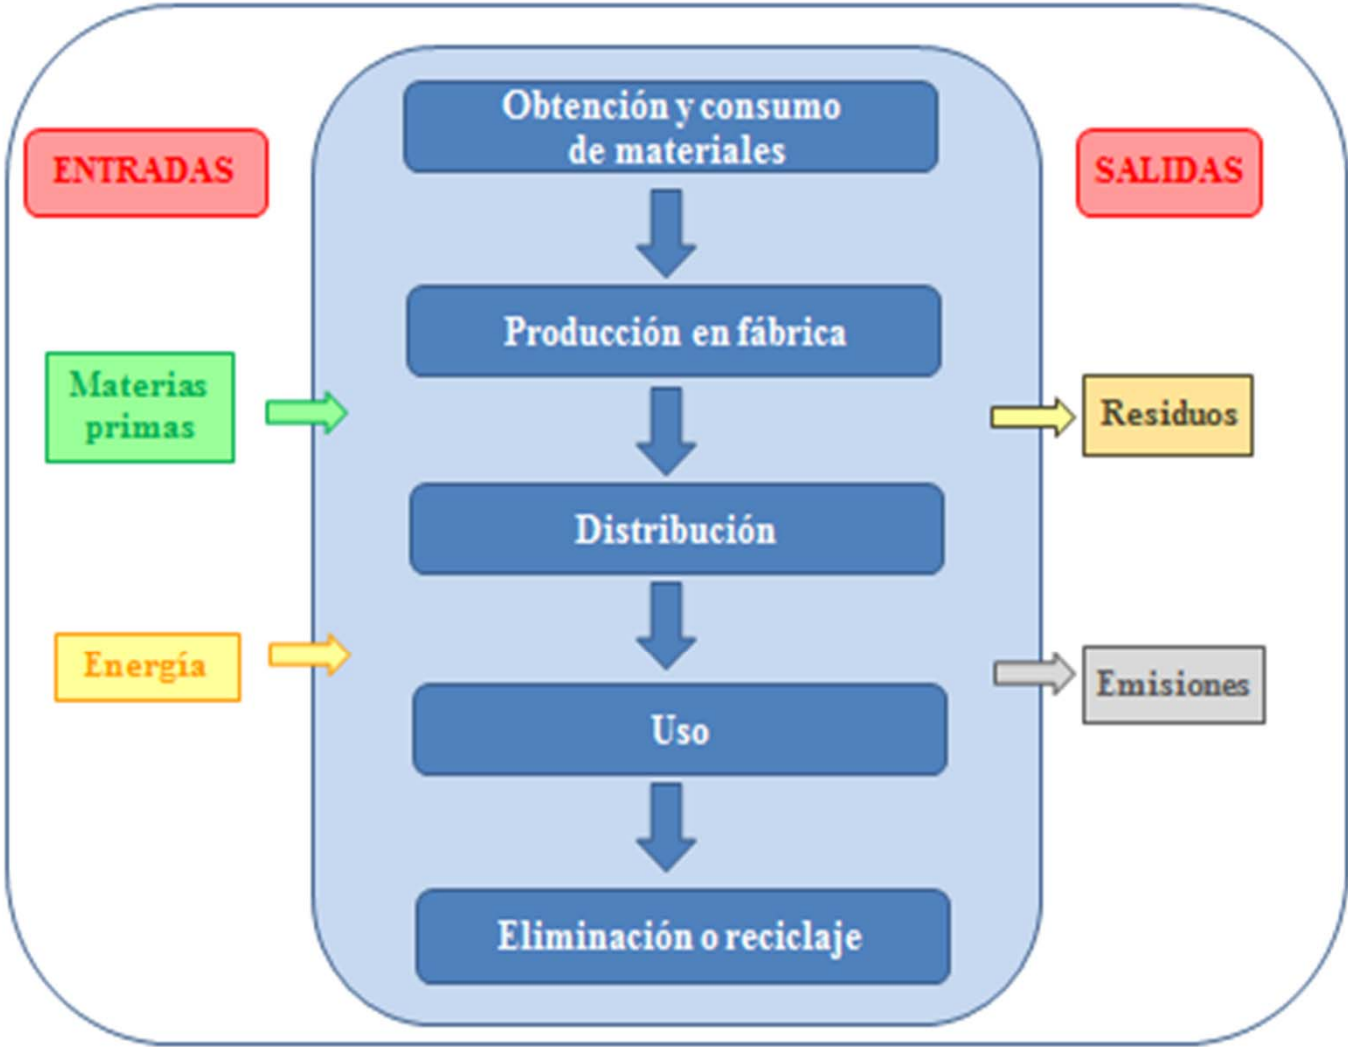 Obtención y consumo
de materiales
ENTRADAS
SALIDAS
Producción en fábrica
Materias
primas
Residuos
Distribución
Energía
Emisiones
Uso
Eliminación o reciclaje